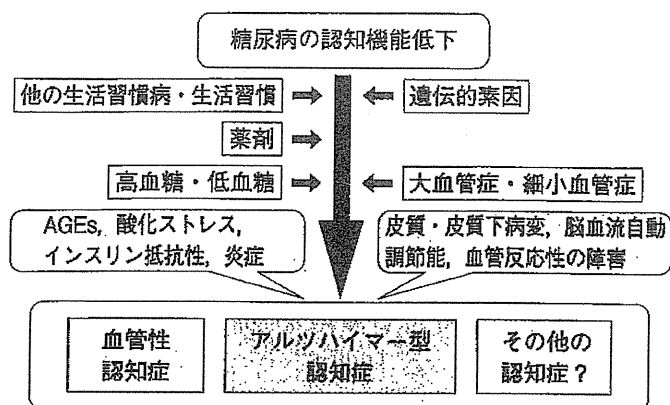 糖尿病の認知機能低下
他の生活習慣病・生活習慣
遺伝的素因
薬剤
高血糖・低血糖
大血管症・細小血管症
AGEs, 酸化ストレス,
インスリン抵抗性, 炎症
皮質・皮質下病変, 脳血流自動
調節能, 血管反応性の障害
血管性
認知症
アルツハイマー型
認知症
その他の
認知症?